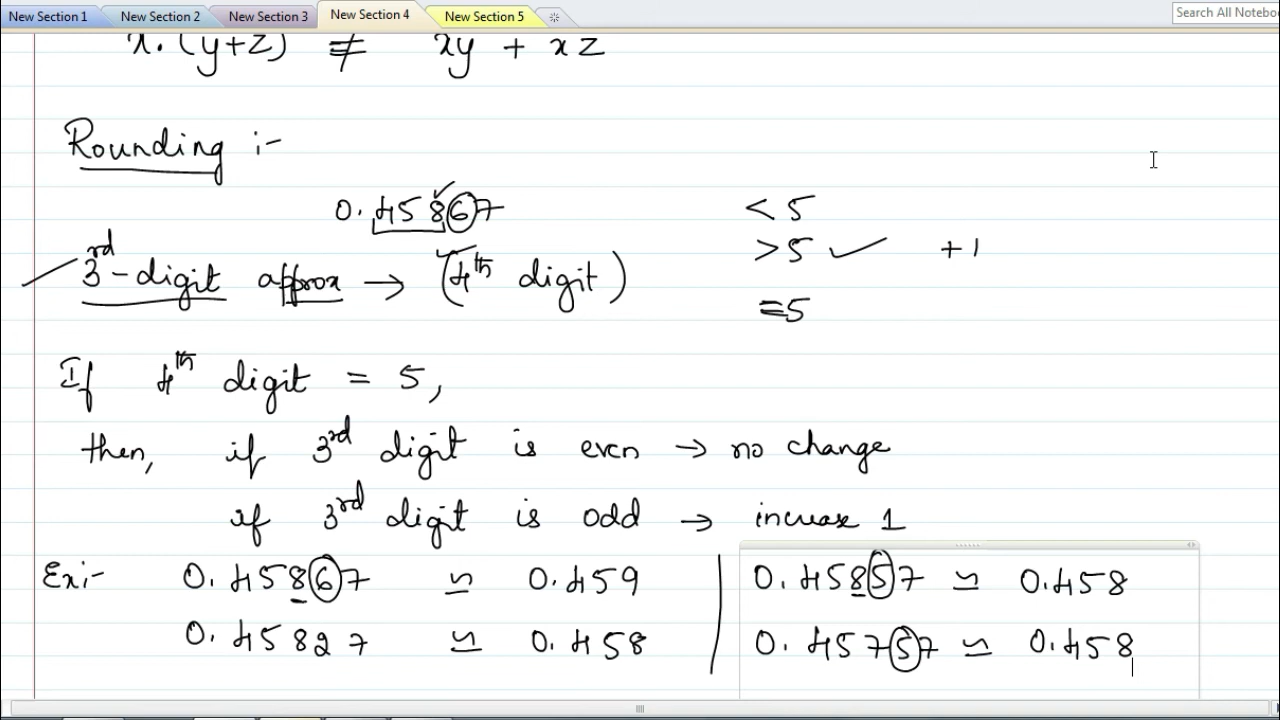 New Section 1 New Section 2 New Section 3 New Section 4 New Section 5 Search All Notebo
x. (y+z) ≠ xy + xz
Rounding :-
0.45867 < 5
3rd-digit approx → (4th digit) > 5 ✓ +1
= 5
If 4th digit = 5,
then, if 3rd digit is even → no change
if 3rd digit is odd → increase 1
Ex:- 0.45867 ≃ 0.459 | 0.45857 ≃ 0.458
0.45827 ≃ 0.458 | 0.45757 ≃ 0.458